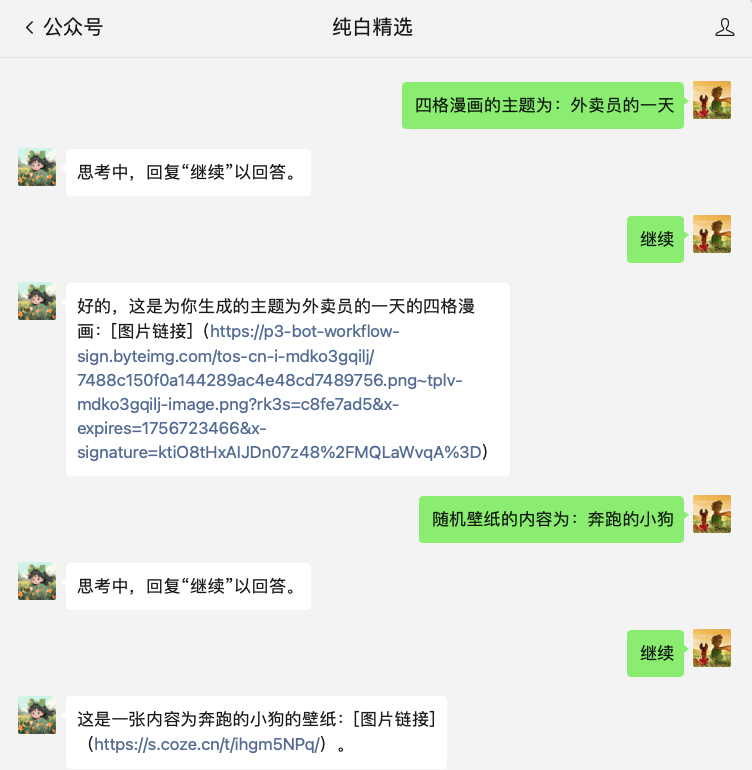 公众号
纯白精选
四格漫画的主题为：外卖员的一天
思考中，回复“继续”以回答。
继续
好的，这是为你生成的主题为外卖员的一天的四格漫
画：[图片链接]（https://p3-bot-workflow-
sign.byteimg.com/tos-cn-i-mdko3gqilj/
7488c150f0a144289ac4e48cd7489756.png~tplv-
mdko3gqilj-image.png?rk3s=c8fe7ad5&x-
expires=1756723466&x-
signature=ktiO8tHxAIJDn07z48%2FMQLaWvqA%3D）
随机壁纸的内容为：奔跑的小狗
思考中，回复“继续”以回答。
继续
这是一张内容为奔跑的小狗的壁纸：[图片链接]
（https://s.coze.cn/t/ihgm5NPq/）。